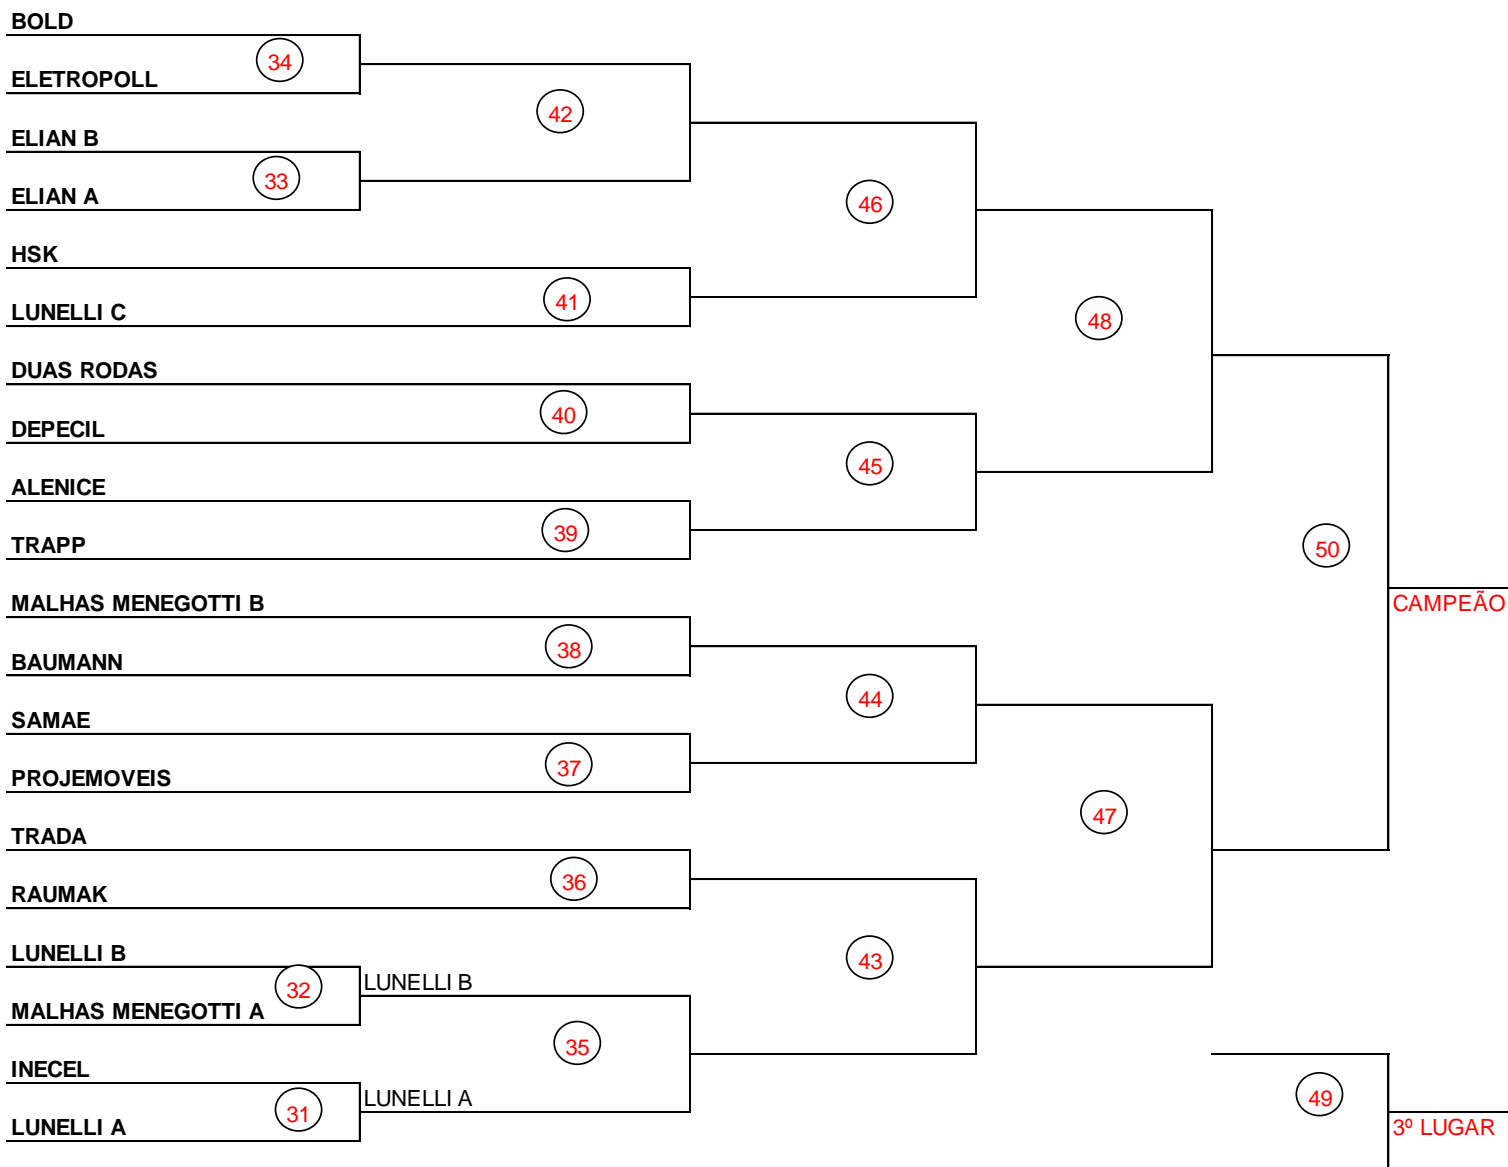 BOLD
34
ELETROPOLL
42
ELIAN B
33
ELIAN A
46
HSK
41
LUNELLI C
48
DUAS RODAS
40
DEPECIL
45
ALENICE
39
TRAPP
50
MALHAS MENEGOTTI B
CAMPEÃO
38
BAUMANN
44
SAMAE
37
PROJEMOVEIS
47
TRADA
36
RAUMAK
LUNELLI B
43
32
LUNELLI B
MALHAS MENEGOTTI A
35
INECEL
49
LUNELLI A
31
LUNELLI A
3º LUGAR